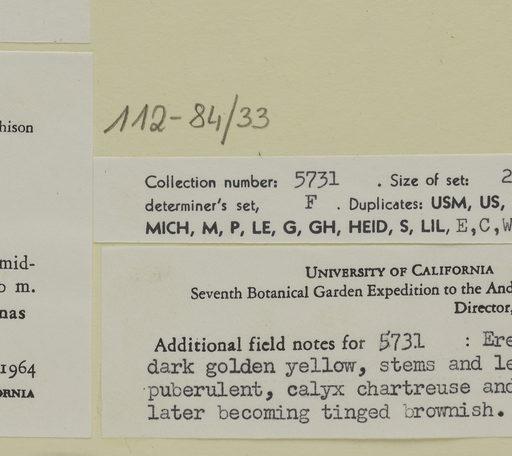 hison
mid-
o m.
nas
1964
ORNIA
112-84/33
Collection number: 5731 . Size of set: 2
determiner's set, F . Duplicates: USM, US,
MICH, M, P, LE, G, GH, HEID, S, LIL, E, C, W
UNIVERSITY OF CALIFORNIA
Seventh Botanical Garden Expedition to the And
Director,
Additional field notes for 5731 : Ere
dark golden yellow, stems and le
puberulent, calyx chartreuse and
later becoming tinged brownish.